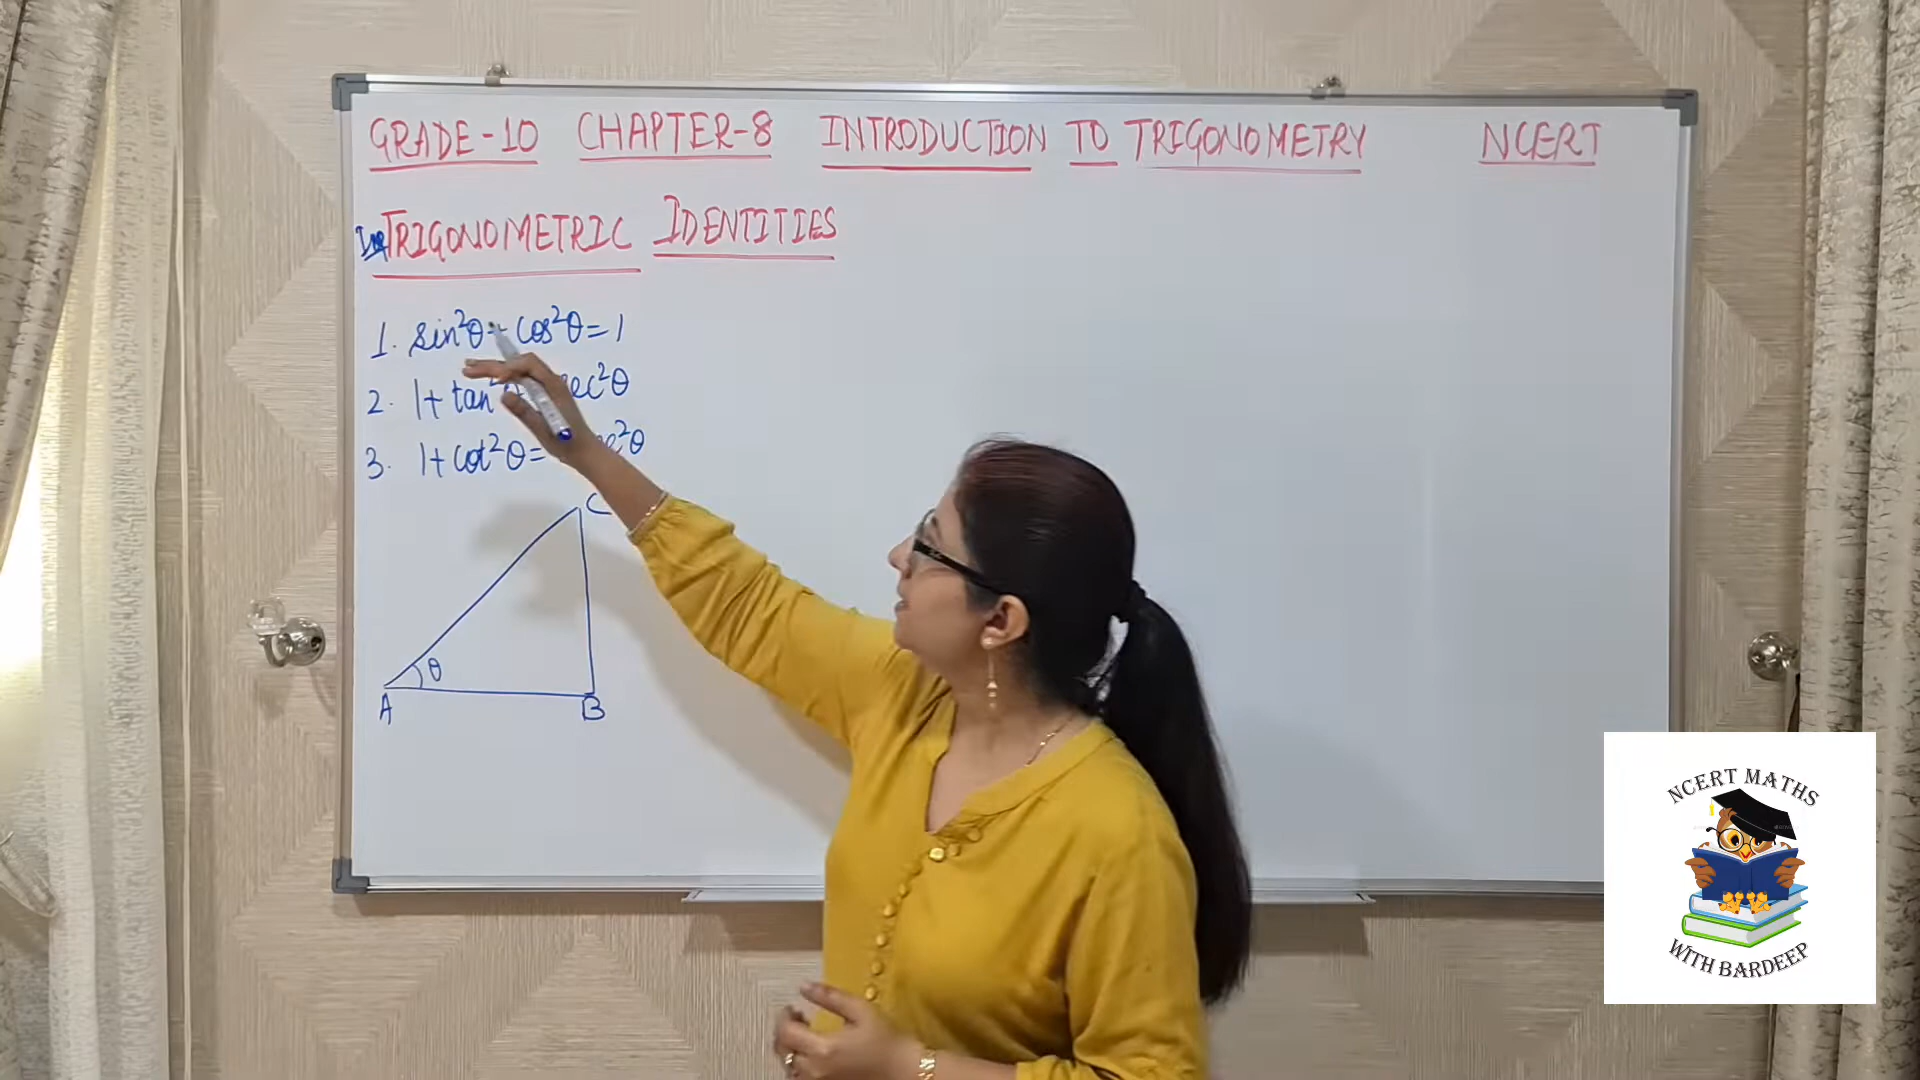 GRADE-10 CHAPTER-8 INTRODUCTION TO TRIGONOMETRY NCERT
TRIGONOMETRIC IDENTITIES
1. sin²θ+ cos²θ=1
2. 1+ tan²θ sec²θ
3. 1+ cot²θ= θ
C
θ
A B
NCERT MATHS
WITH BARDEEP